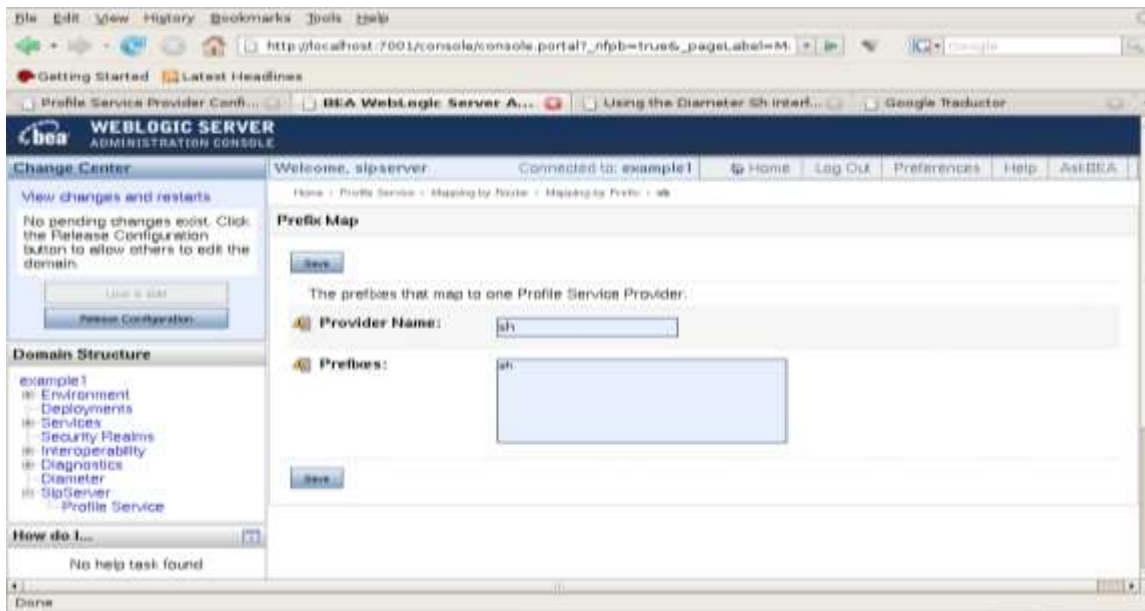 File Edit View History Bookmarks Tools Help
http://localhost:7001/console/console.portal?_nfpb=true&_pageLabel=M
Google
Getting Started Latest Headlines
Profile Service Provider Confi... BEA WebLogic Server A... Using the Diameter Sh Interf... Google Traductor
bea WEBLOGIC SERVER
ADMINISTRATION CONSOLE
Change Center
Welcome, sipserver Connected to: example1 Home Log Out Preferences Help AskBEA
View changes and restarts
Home > Profile Service > Mapping by Router > Mapping by Prefix > sh
No pending changes exist. Click
the Release Configuration
button to allow others to edit the
domain.
Lock & Edit
Release Configuration
Prefix Map
Save
The prefixes that map to one Profile Service Provider.
Provider Name: sh
Prefixes: sh
Save
Domain Structure
example1
Environment
Deployments
Services
Security Realms
Interoperability
Diagnostics
Diameter
SipServer
Profile Service
How do I...
No help task found
Done